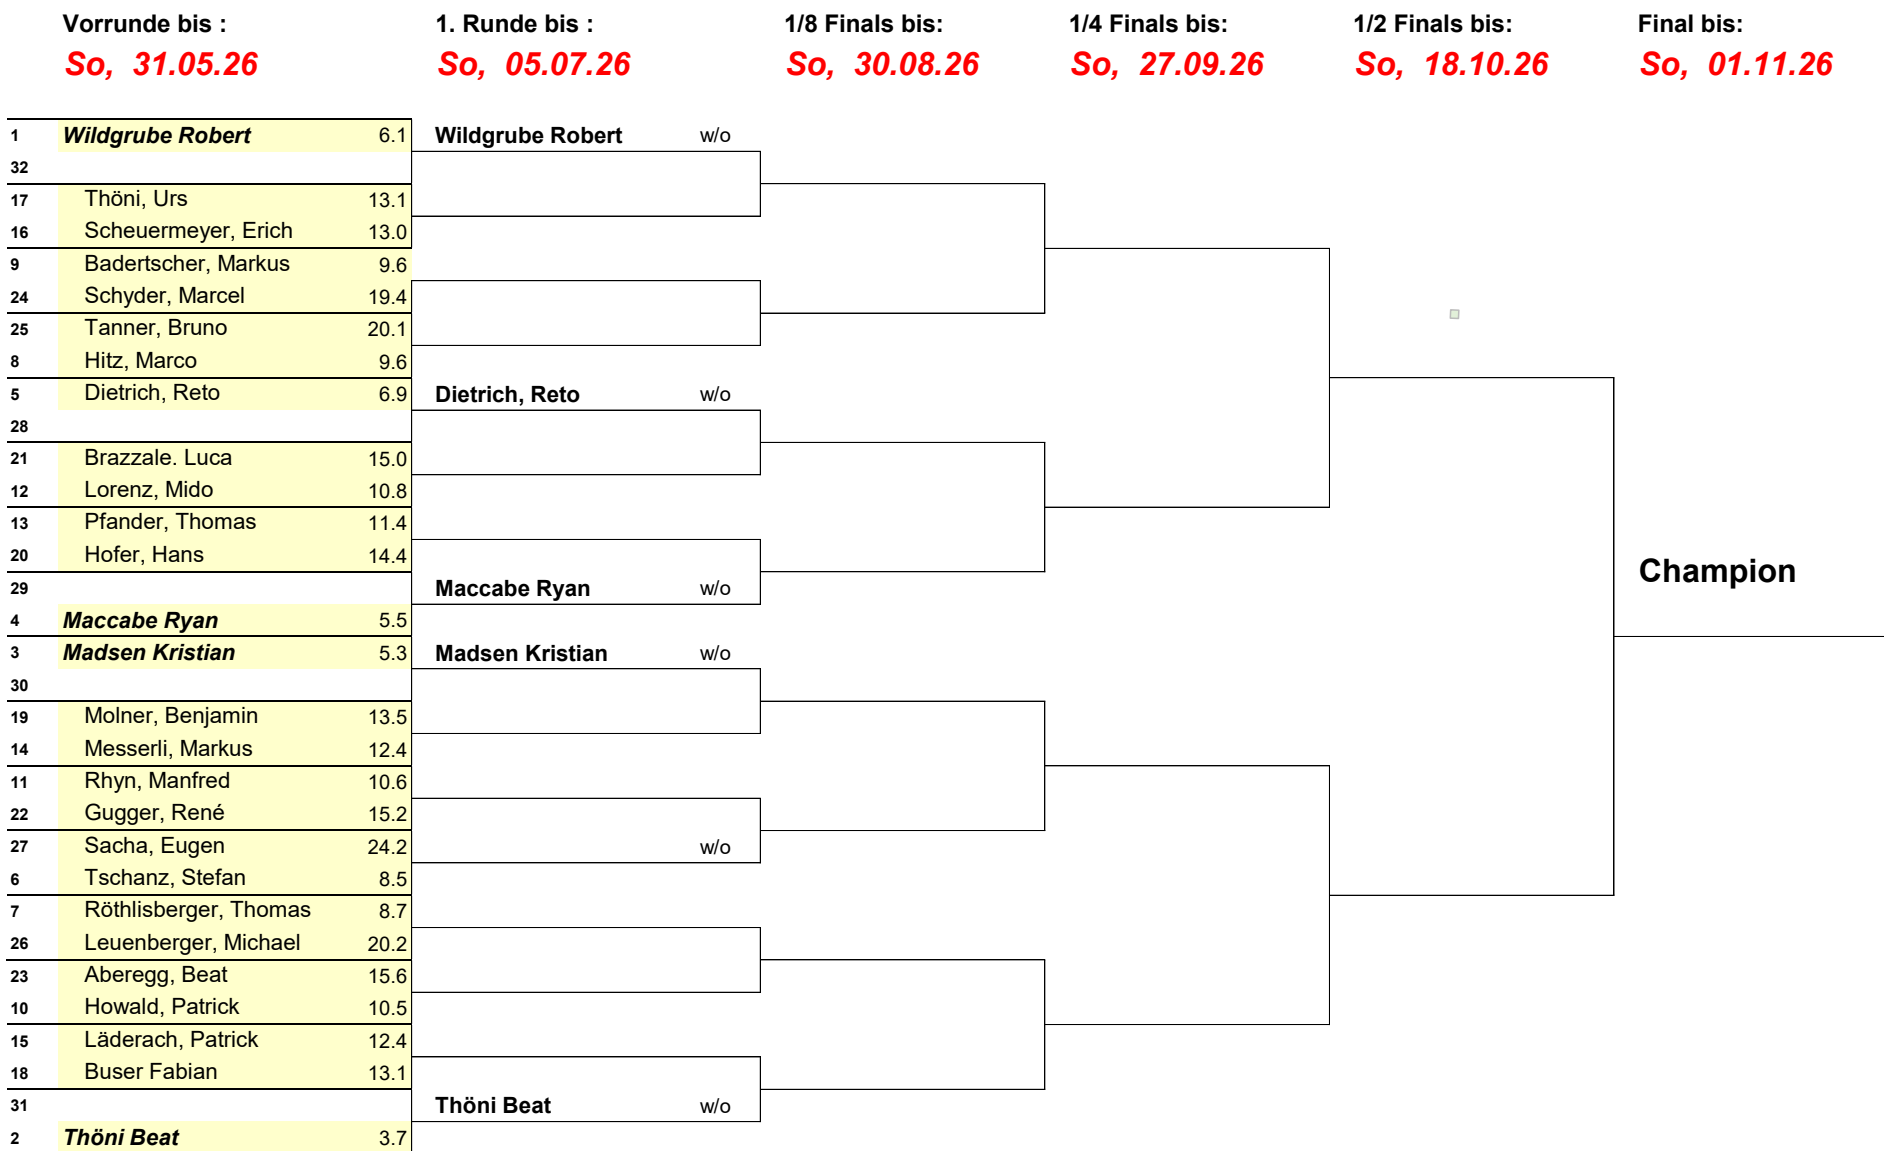 Vorrunde bis : 1. Runde bis : 1/8 Finals bis: 1/4 Finals bis: 1/2 Finals bis: Final bis:
So, 31.05.26 So, 05.07.26 So, 30.08.26 So, 27.09.26 So, 18.10.26 So, 01.11.26
1 Wildgrube Robert 6.1 Wildgrube Robert w/o
32
17 Thöni, Urs 13.1
16 Scheuermeyer, Erich 13.0
9 Badertscher, Markus 9.6
24 Schyder, Marcel 19.4
25 Tanner, Bruno 20.1
8 Hitz, Marco 9.6
5 Dietrich, Reto 6.9 Dietrich, Reto w/o
28
21 Brazzale. Luca 15.0
12 Lorenz, Mido 10.8
13 Pfander, Thomas 11.4
20 Hofer, Hans 14.4
Champion
29 Maccabe Ryan w/o
4 Maccabe Ryan 5.5
3 Madsen Kristian 5.3 Madsen Kristian w/o
30
19 Molner, Benjamin 13.5
14 Messerli, Markus 12.4
11 Rhyn, Manfred 10.6
22 Gugger, René 15.2
27 Sacha, Eugen 24.2 w/o
6 Tschanz, Stefan 8.5
7 Röthlisberger, Thomas 8.7
26 Leuenberger, Michael 20.2
23 Aberegg, Beat 15.6
10 Howald, Patrick 10.5
15 Läderach, Patrick 12.4
18 Buser Fabian 13.1
31 Thöni Beat w/o
2 Thöni Beat 3.7